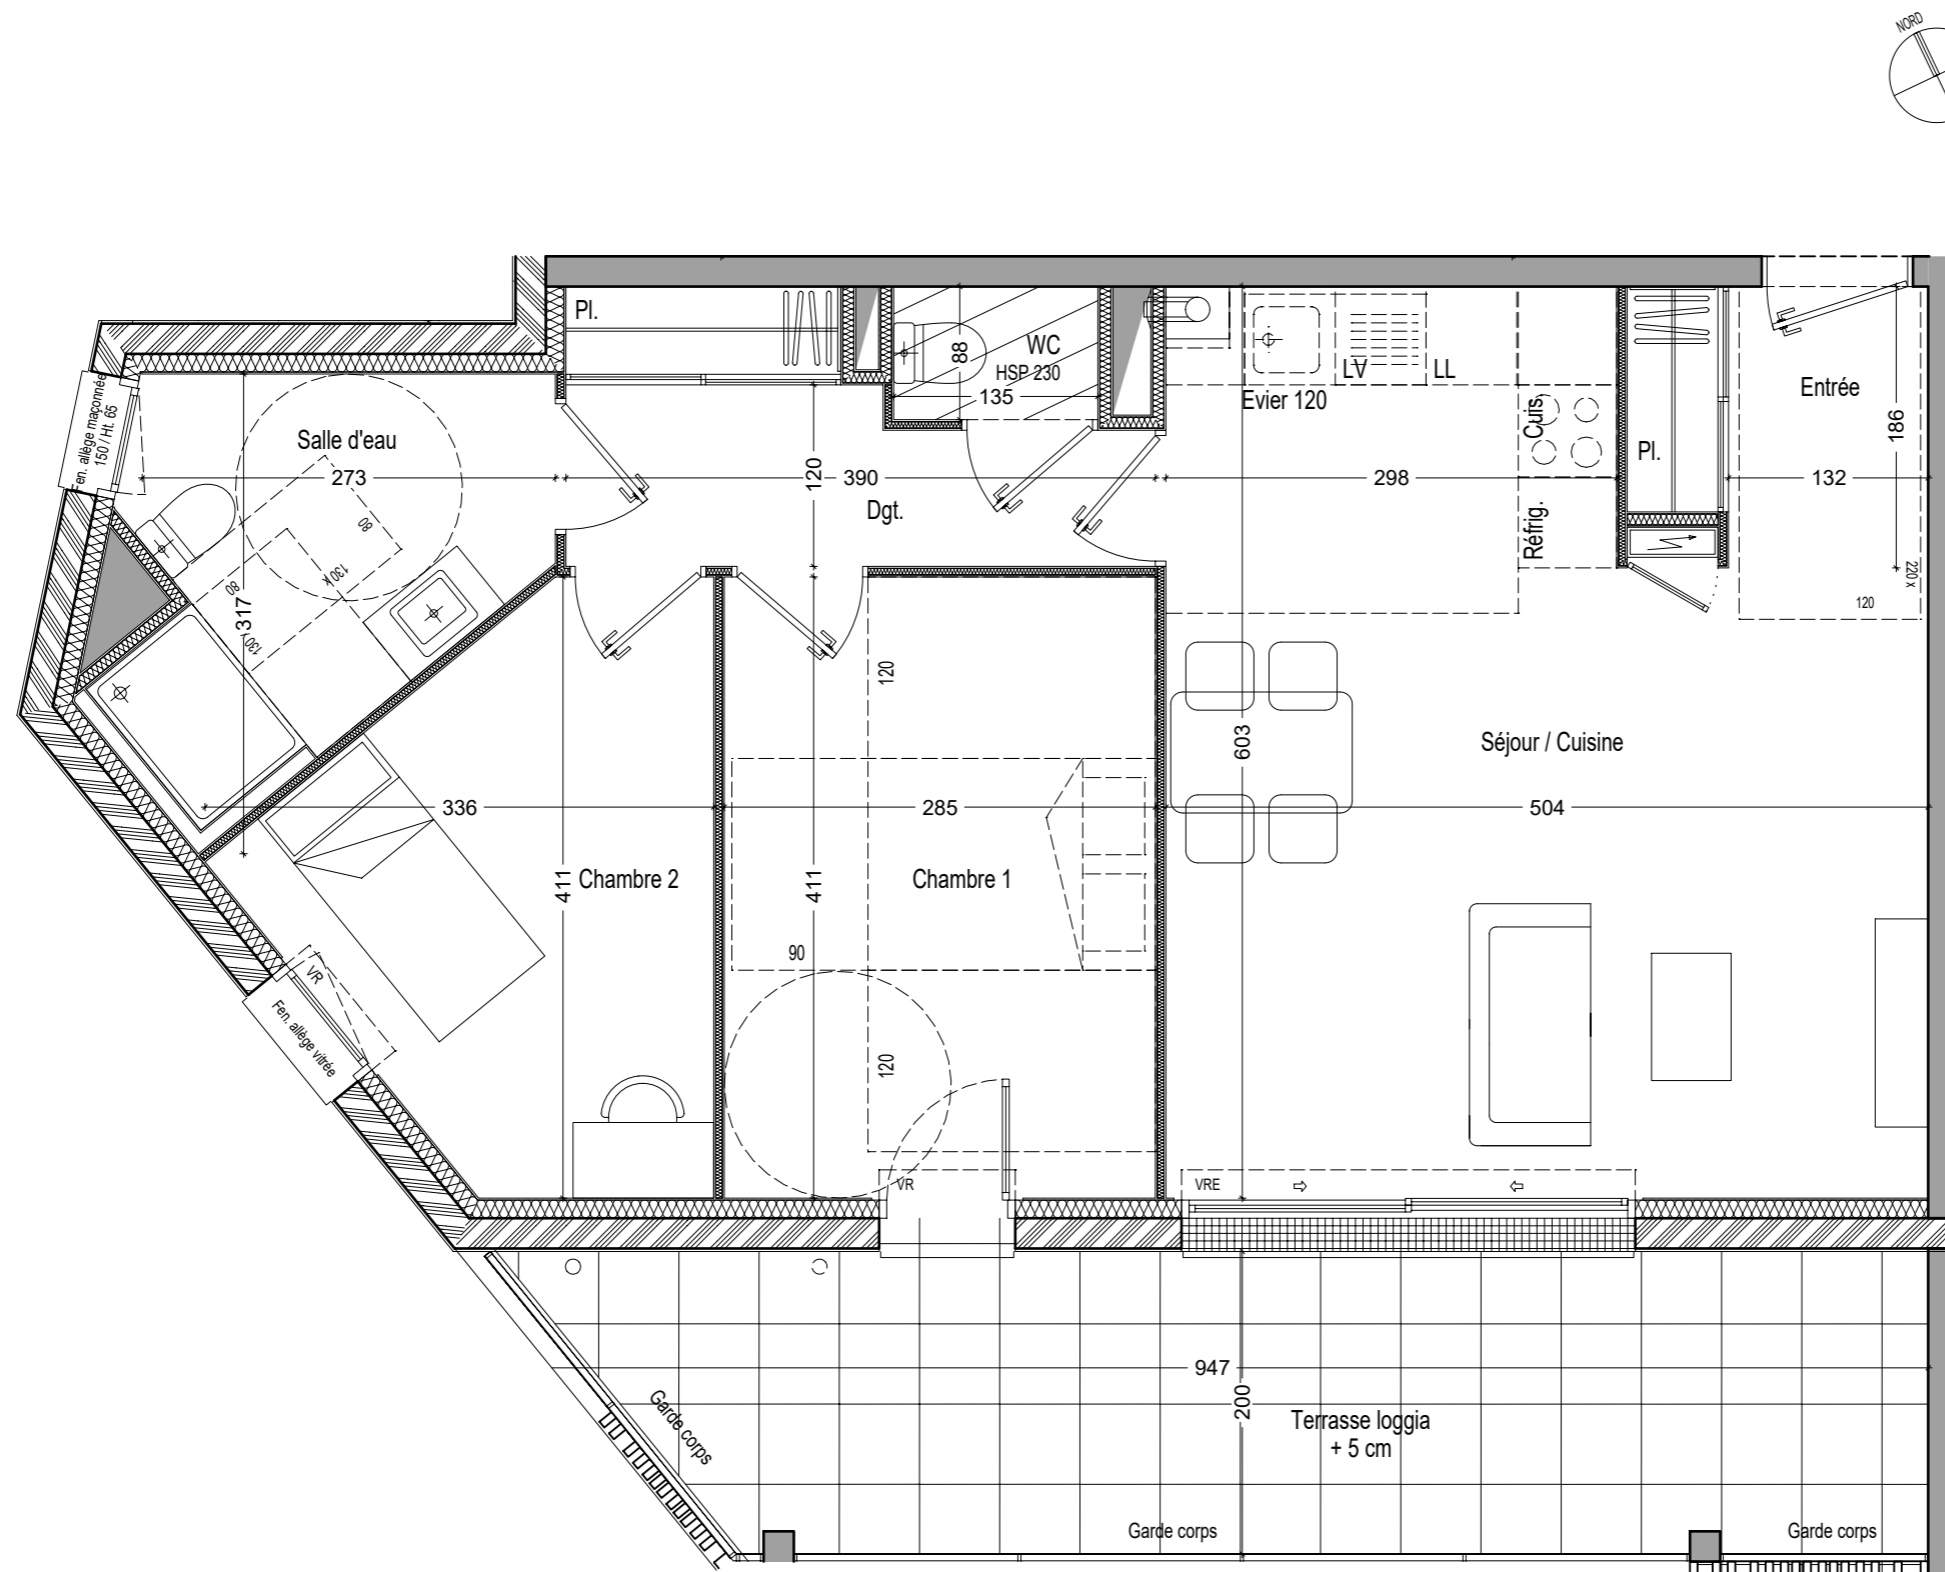 NORD
Pl.
WC
HSP 230
88
135
LV
LL
Evier 120
Cuis.
Réfrig.
Pl.
Entrée
186
132
220 x
120
Fen. allège maçonnée
150 / Ht. 65
Salle d'eau
273
120
390
Dgt.
298
80
130 x
80
130 x
317
120
603
Séjour / Cuisine
336
285
504
411
Chambre 2
411
Chambre 1
90
VR
Fen. allège vitrée
120
VR
VRE
947
200
Garde corps
Terrasse loggia
+ 5 cm
Garde corps
Garde corps